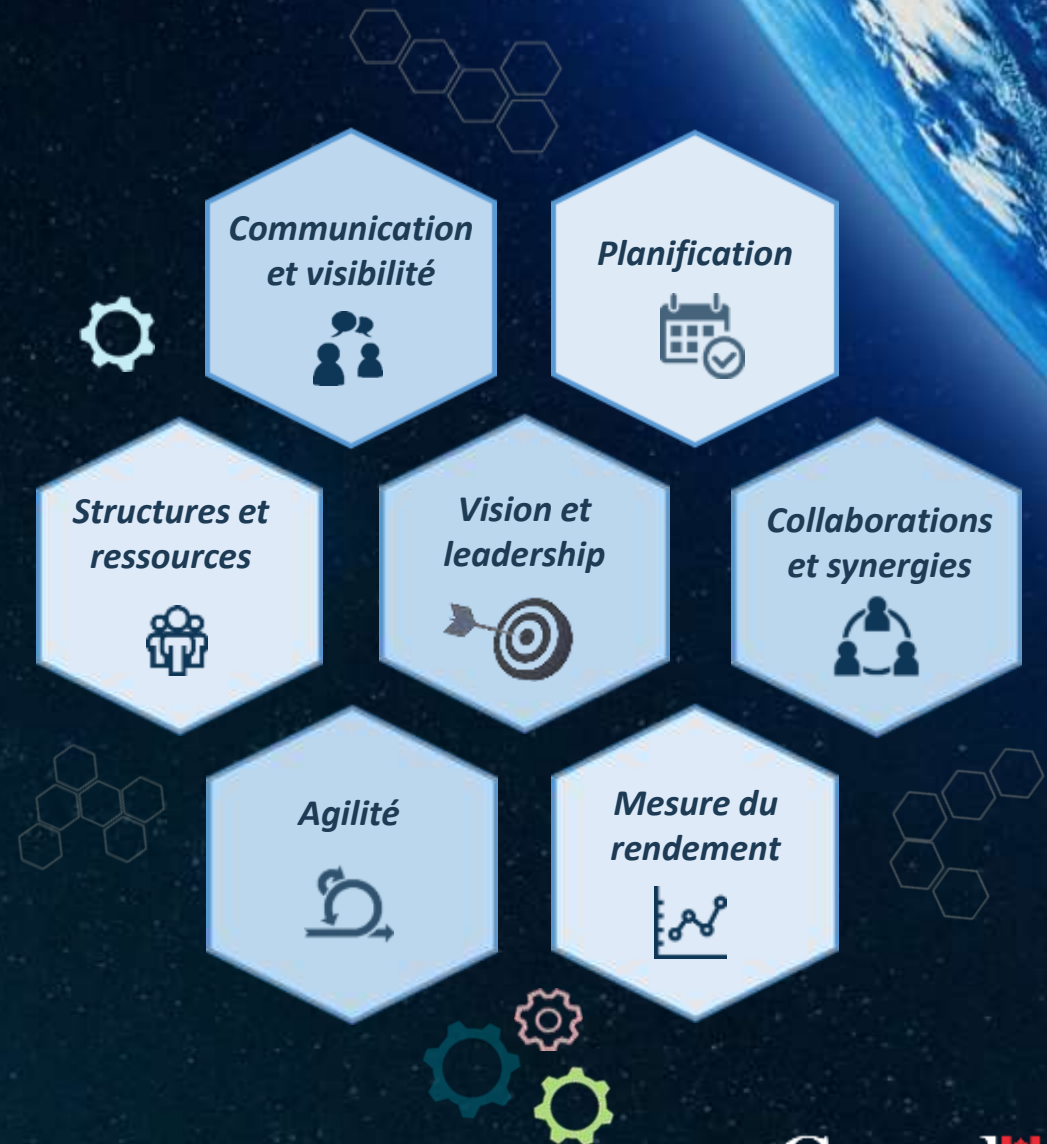 Communication
et visibilité
Planification
Structures et
ressources
Vision et
leadership
Collaborations
et synergies
Agilité
Mesure du
rendement